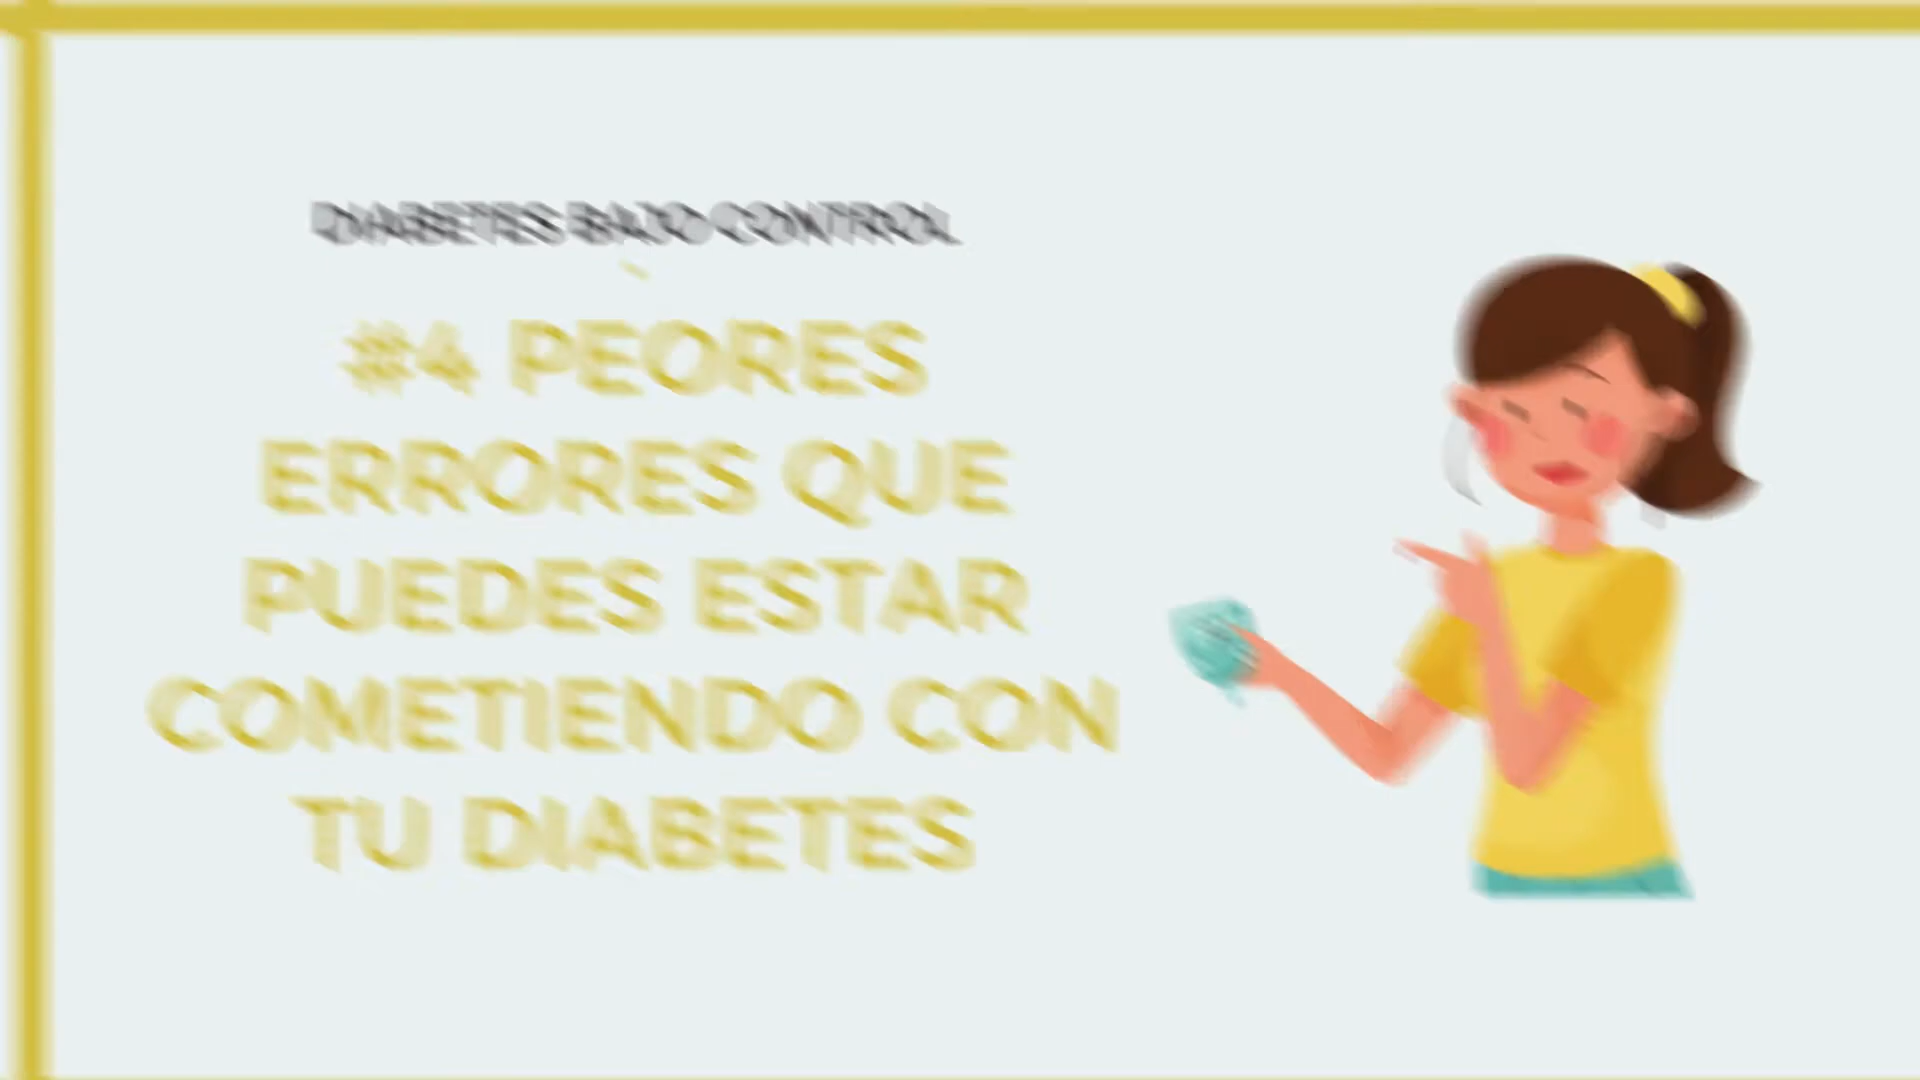 DIABETES BAJO CONTROL
#4 PEORES
ERRORES QUE
PUEDES ESTAR
COMETIENDO CON
TU DIABETES